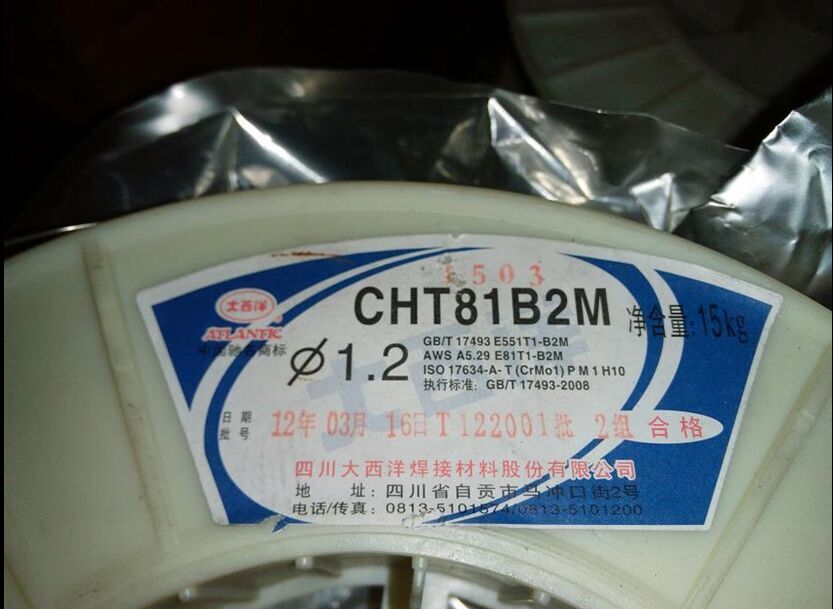 1503
大西洋
ATLANTIC
中国驰名商标
CHT81B2M
净含量:15kg
φ1.2
GB/T 17493 E551T1-B2M
AWS A5.29 E81T1-B2M
ISO 17634-A-T (CrMo1) P M 1 H10
执行标准: GB/T 17493-2008
日期
批号
12年 03月 16日 T 122001批 2组 合格
四川大西洋焊接材料股份有限公司
地 址: 四川省自贡市马冲口街2号
电话/传真: 0813-5101574/0813-5101200